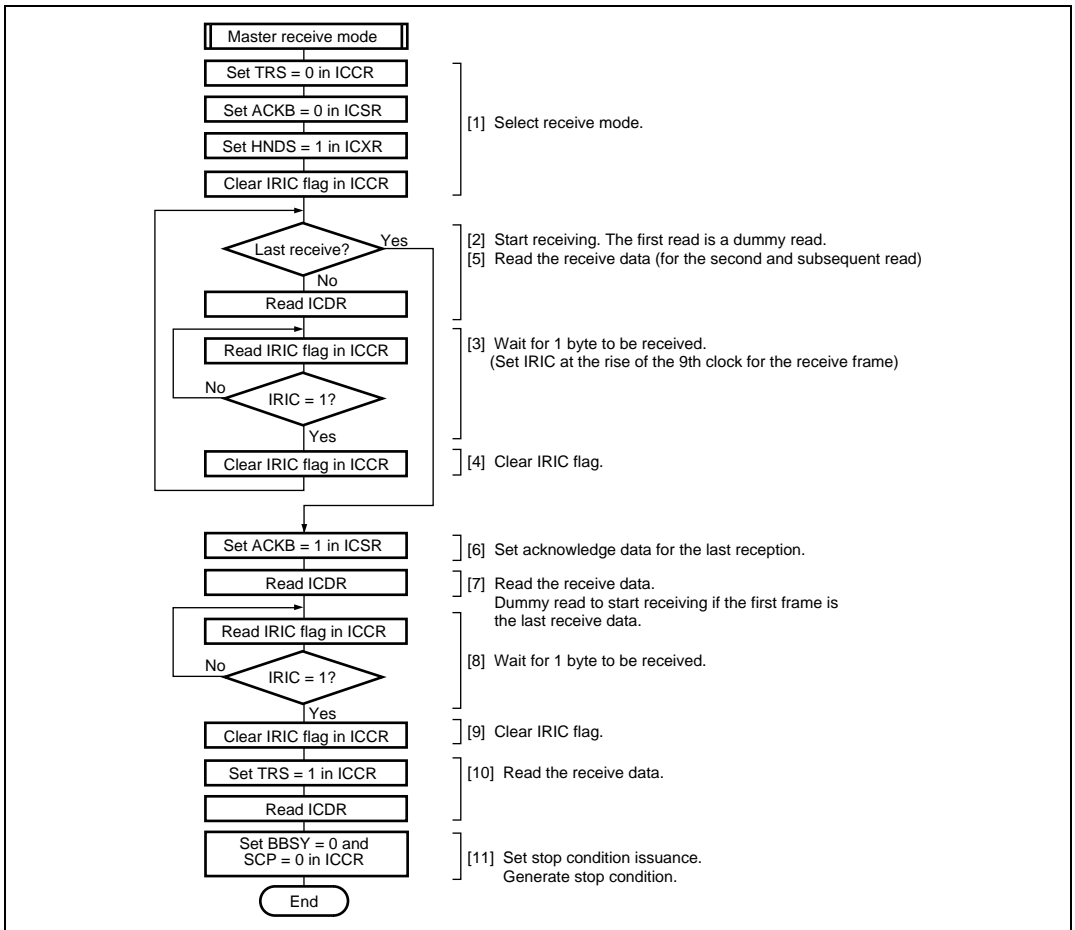 Master receive mode
Set TRS = 0 in ICCR
Set ACKB = 0 in ICSR
[1] Select receive mode.
Set HNDS = 1 in ICXR
Clear IRIC flag in ICCR
Last receive?
Yes
[2] Start receiving. The first read is a dummy read.
[5] Read the receive data (for the second and subsequent read)
No
Read ICDR
Read IRIC flag in ICCR
[3] Wait for 1 byte to be received.
(Set IRIC at the rise of the 9th clock for the receive frame)
No
IRIC = 1?
Yes
Clear IRIC flag in ICCR
[4] Clear IRIC flag.
Set ACKB = 1 in ICSR
[6] Set acknowledge data for the last reception.
Read ICDR
[7] Read the receive data.
Dummy read to start receiving if the first frame is
the last receive data.
Read IRIC flag in ICCR
No
IRIC = 1?
[8] Wait for 1 byte to be received.
Yes
Clear IRIC flag in ICCR
[9] Clear IRIC flag.
Set TRS = 1 in ICCR
[10] Read the receive data.
Read ICDR
Set BBSY = 0 and
SCP = 0 in ICCR
[11] Set stop condition issuance.
Generate stop condition.
End